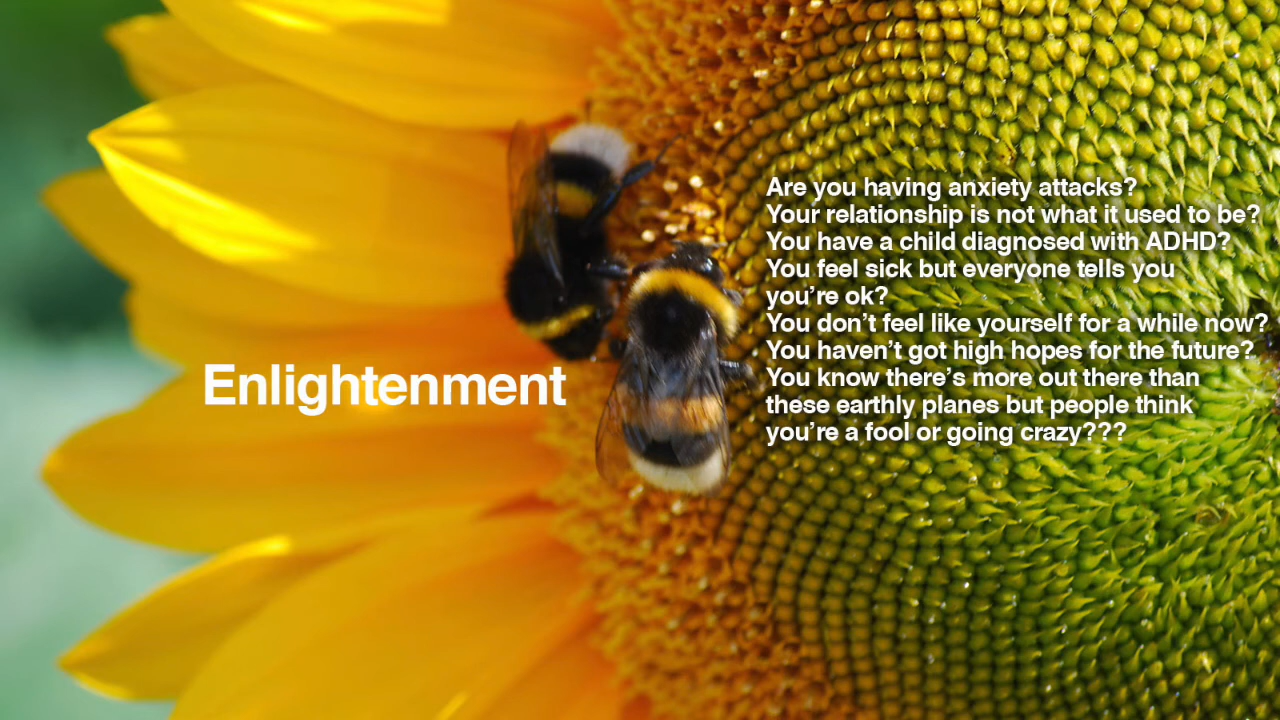 Enlightenment
Are you having anxiety attacks?
Your relationship is not what it used to be?
You have a child diagnosed with ADHD?
You feel sick but everyone tells you
you’re ok?
You don’t feel like yourself for a while now?
You haven’t got high hopes for the future?
You know there’s more out there than
these earthly planes but people think
you’re a fool or going crazy???